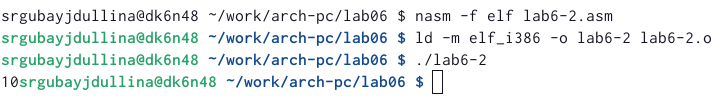 srgubayjdullina@dk6n48 ~/work/arch-pc/lab06 $ nasm -f elf lab6-2.asm
srgubayjdullina@dk6n48 ~/work/arch-pc/lab06 $ ld -m elf_i386 -o lab6-2 lab6-2.o
srgubayjdullina@dk6n48 ~/work/arch-pc/lab06 $ ./lab6-2
10srgubayjdullina@dk6n48 ~/work/arch-pc/lab06 $